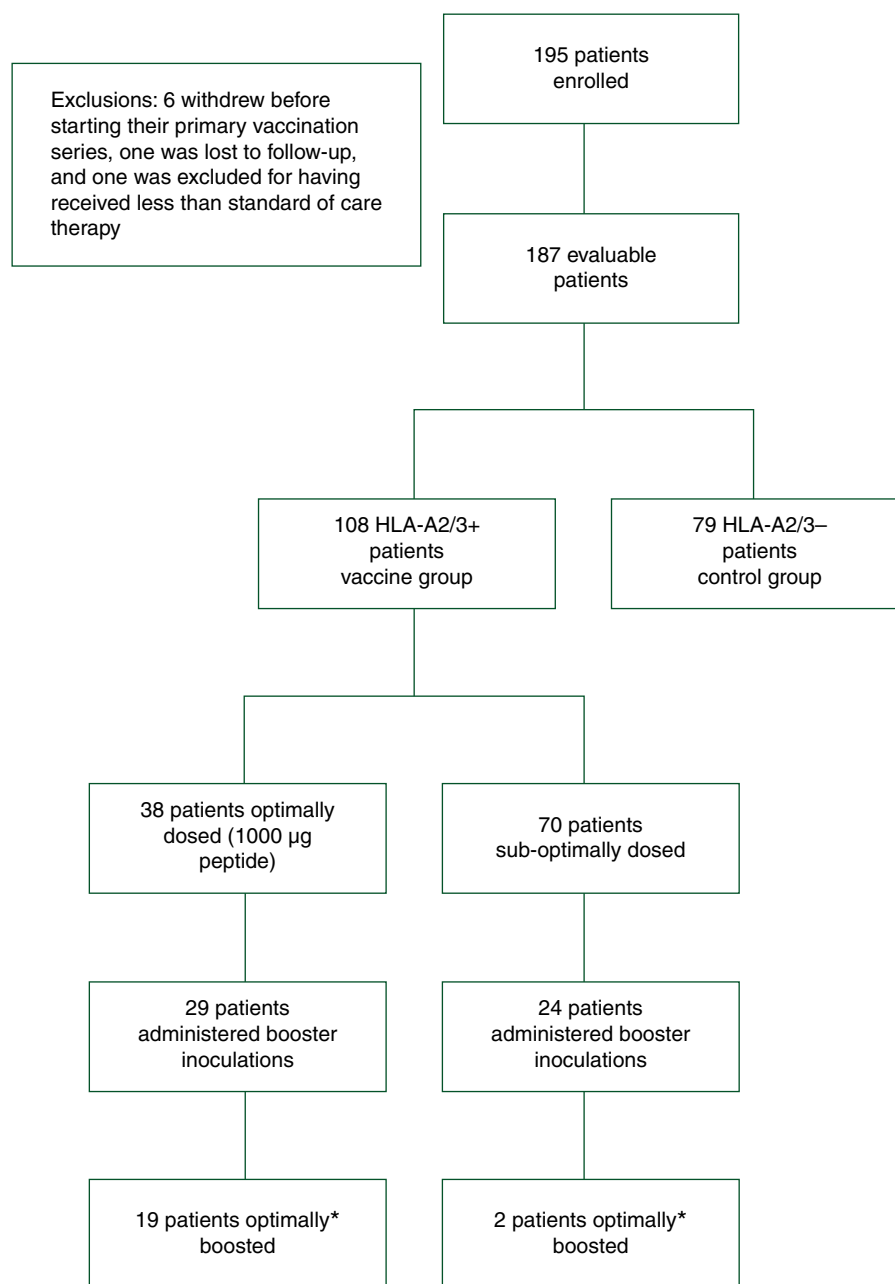 195 patients
enrolled
Exclusions: 6 withdrew before
starting their primary vaccination
series, one was lost to follow-up,
and one was excluded for having
received less than standard of care
therapy
187 evaluable
patients
108 HLA-A2/3+
patients
vaccine group
79 HLA-A2/3–
patients
control group
38 patients optimally
dosed (1000 µg
peptide)
70 patients
sub-optimally dosed
29 patients
administered booster
inoculations
24 patients
administered booster
inoculations
19 patients optimally*
boosted
2 patients optimally*
boosted